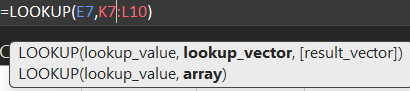 =LOOKUP(E7,K7:L10)
LOOKUP(lookup_value, lookup_vector, [result_vector])
LOOKUP(lookup_value, array)